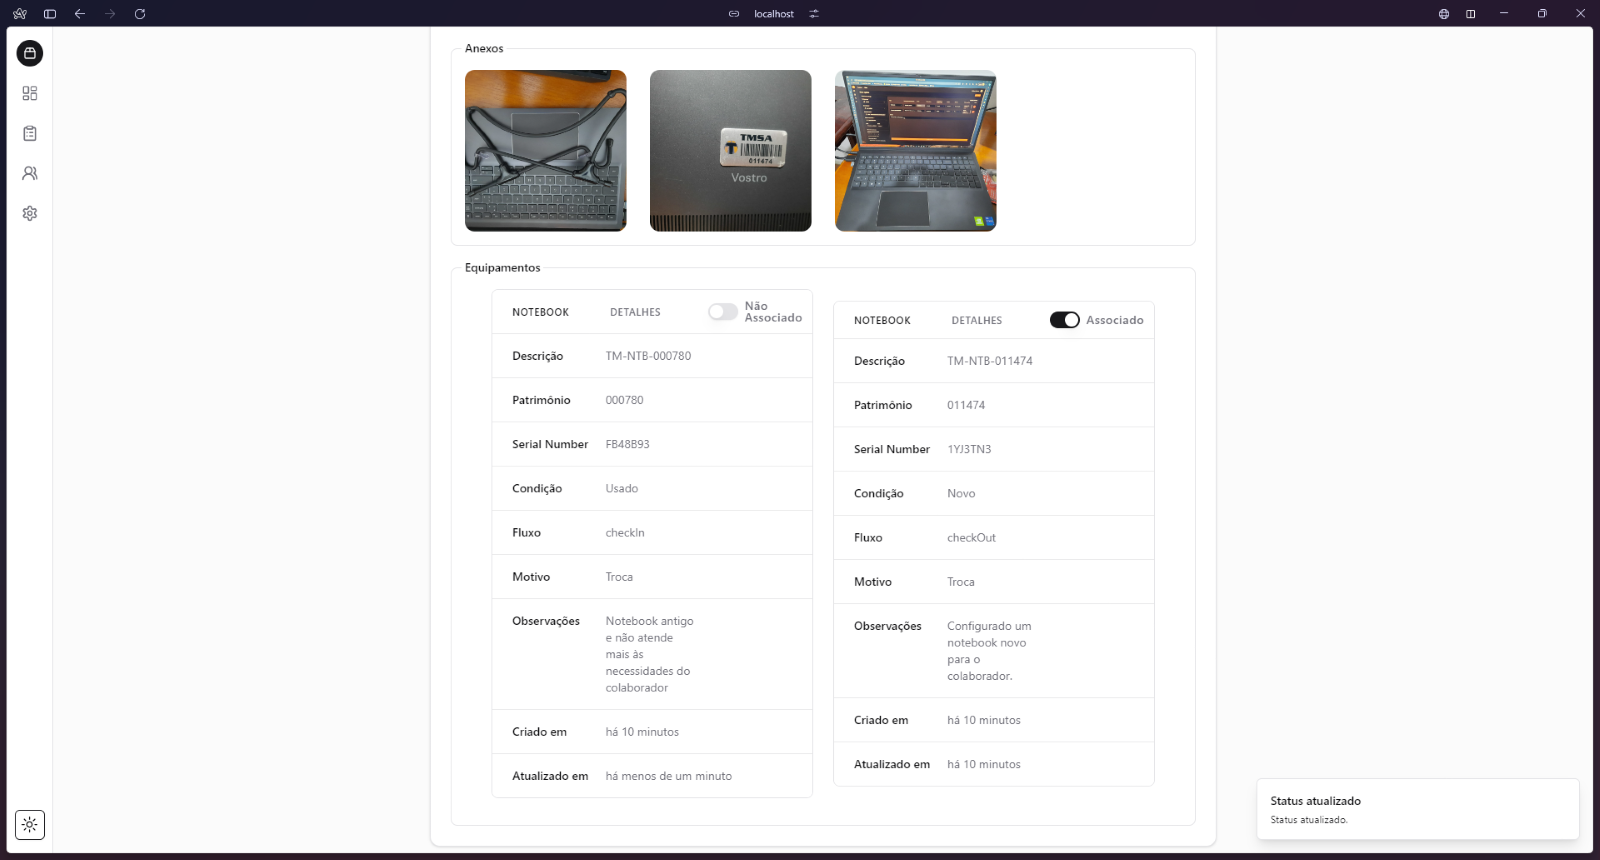 localhost
Anexos
TMSA
T
011474
Vostro
Equipamentos
NOTEBOOK DETALHES Não Associado
Descrição TM-NTB-000780
Patrimônio 000780
Serial Number FB48B93
Condição Usado
Fluxo checkIn
Motivo Troca
Observações Notebook antigo
e não atende
mais às
necessidades do
colaborador
Criado em há 10 minutos
Atualizado em há menos de um minuto
NOTEBOOK DETALHES Associado
Descrição TM-NTB-011474
Patrimônio 011474
Serial Number 1YJ3TN3
Condição Novo
Fluxo checkOut
Motivo Troca
Observações Configurado um
notebook novo
para o
colaborador.
Criado em há 10 minutos
Atualizado em há 10 minutos
Status atualizado
Status atualizado.